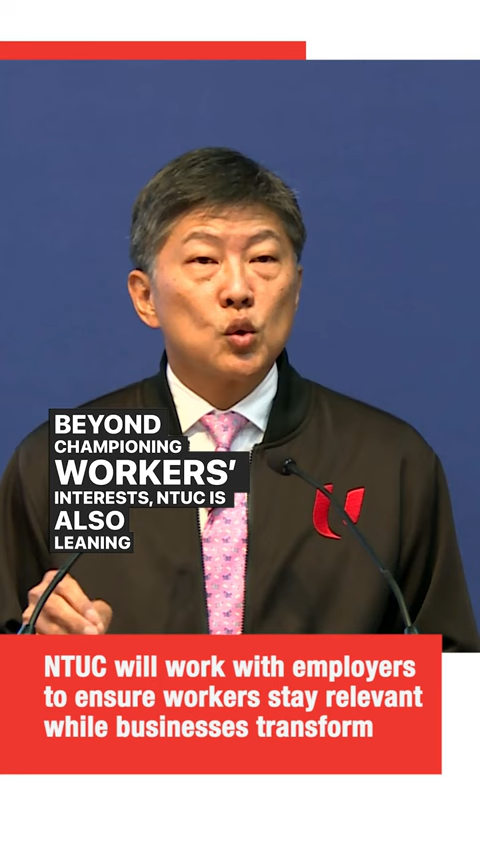 BEYOND
CHAMPIONING
WORKERS'
INTERESTS, NTUC IS
ALSO
LEANING
NTUC will work with employers
to ensure workers stay relevant
while businesses transform